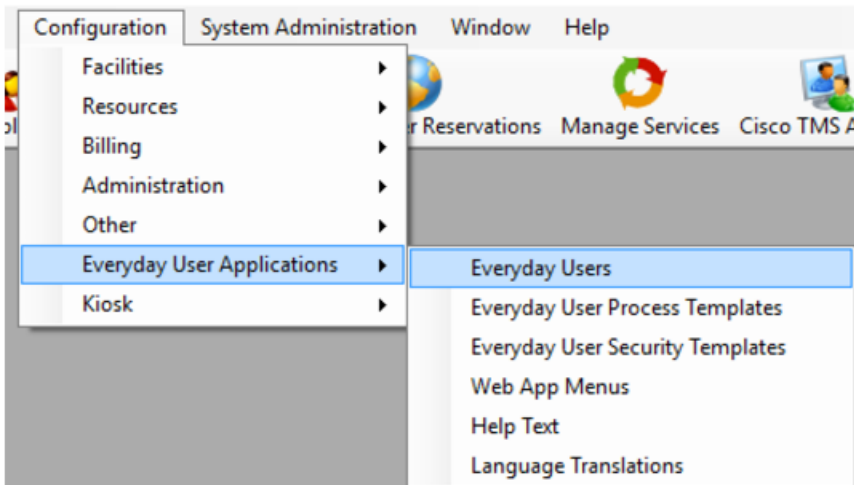 Configuration System Administration Window Help
Facilities
Resources
Billing
Administration
Other
Everyday User Applications
Kiosk
Reservations Manage Services Cisco TMS
Everyday Users
Everyday User Process Templates
Everyday User Security Templates
Web App Menus
Help Text
Language Translations